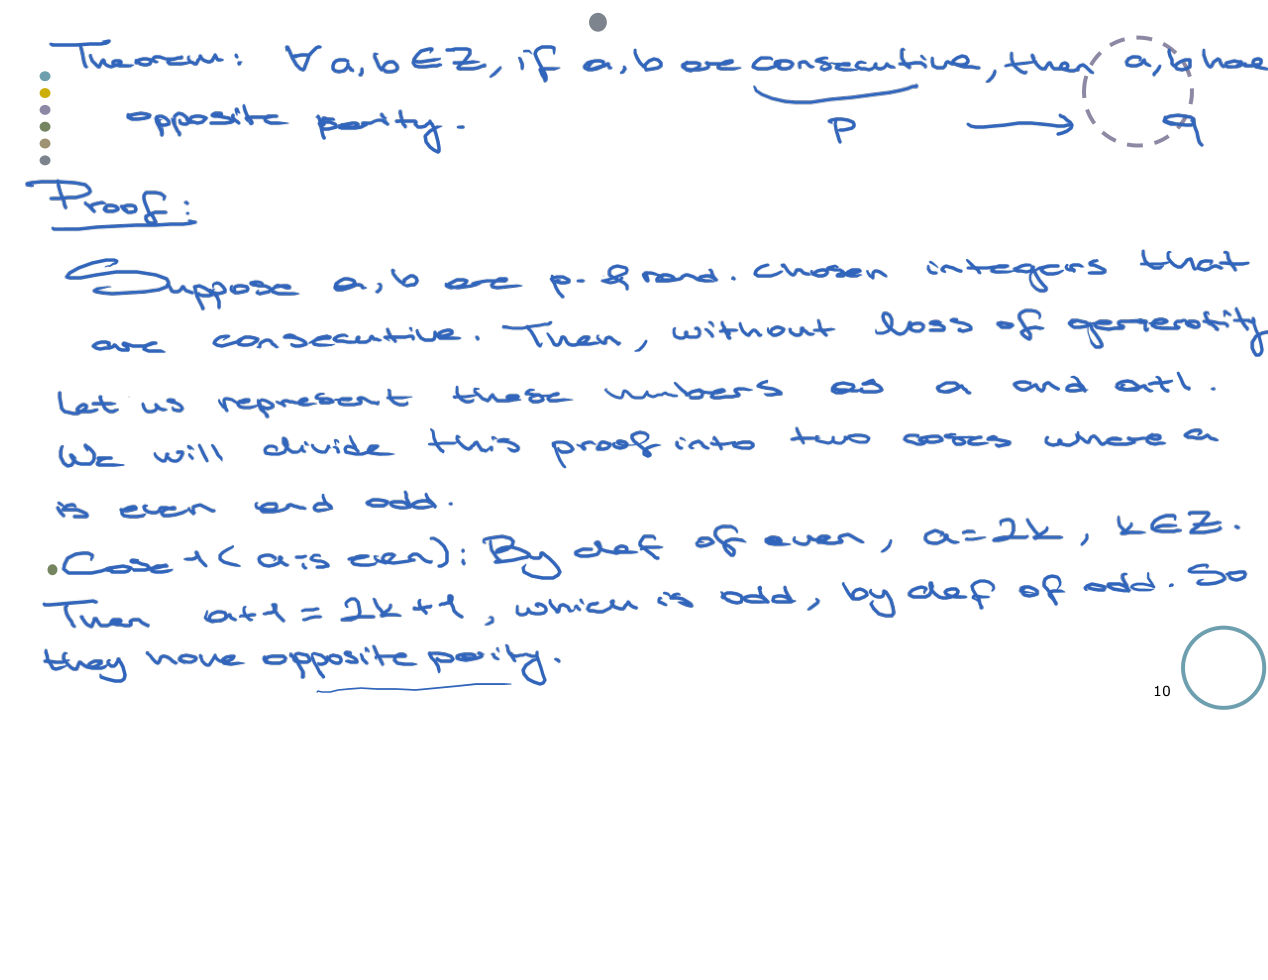 Theorem: ∀ a, b ∈ Z, if a, b are consecutive, then a, b have
opposite parity.
p → q
Proof:
Suppose a, b are p. & rand. chosen integers that
are consecutive. Then, without loss of generality
let us represent these numbers as a and a+1.
We will divide this proof into two cases where a
is even and odd.
Case 1 (a is even): By def of even, a = 2k, k ∈ Z.
Then a+1 = 2k+1, which is odd, by def of odd. So
they have opposite parity.
10